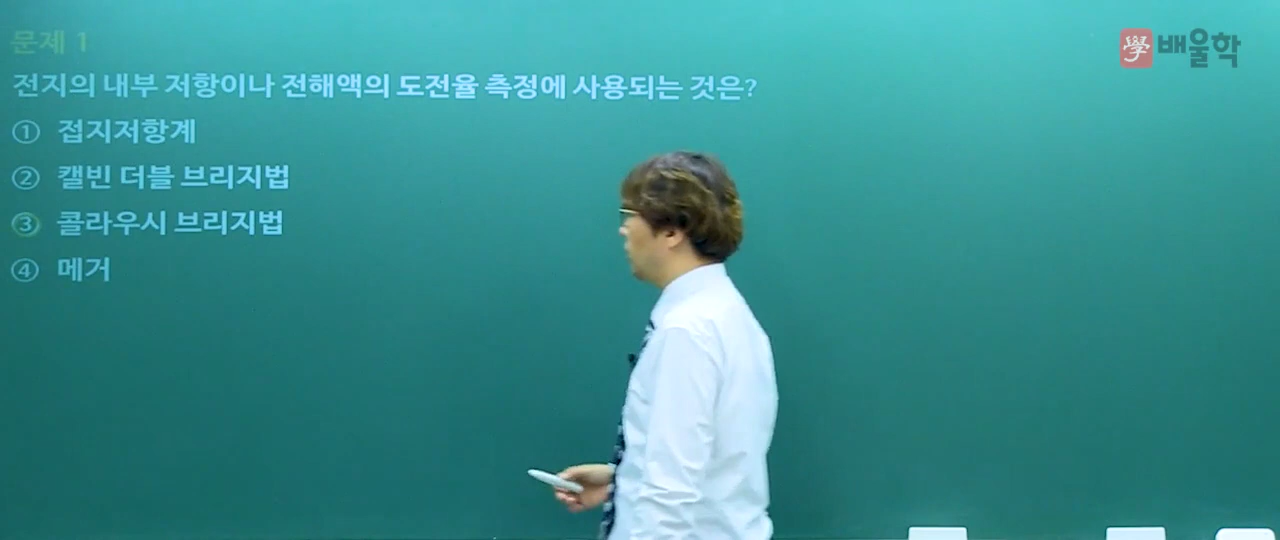 문제 1
學 배울학
전지의 내부 저항이나 전해액의 도전율 측정에 사용되는 것은?
① 접지저항계
② 캘빈 더블 브리지법
③ 콜라우시 브리지법
④ 메거